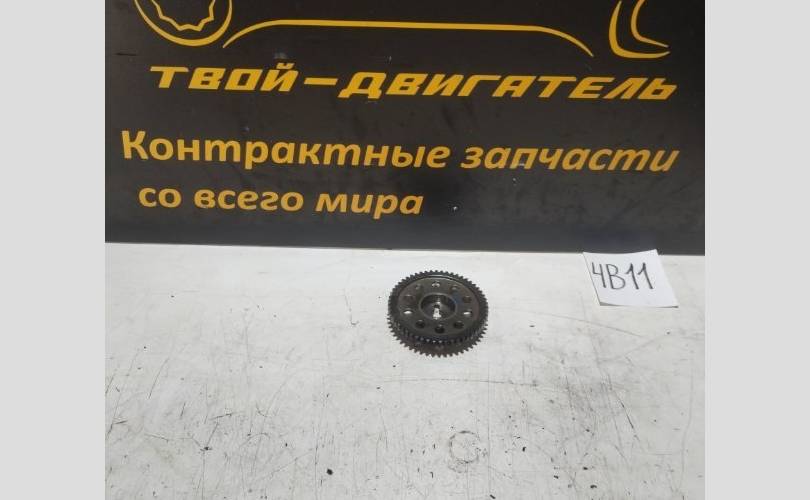 ТВОЙ-ДВИГАТЕЛЬ
Контрактные запчасти
со всего мира
4B11